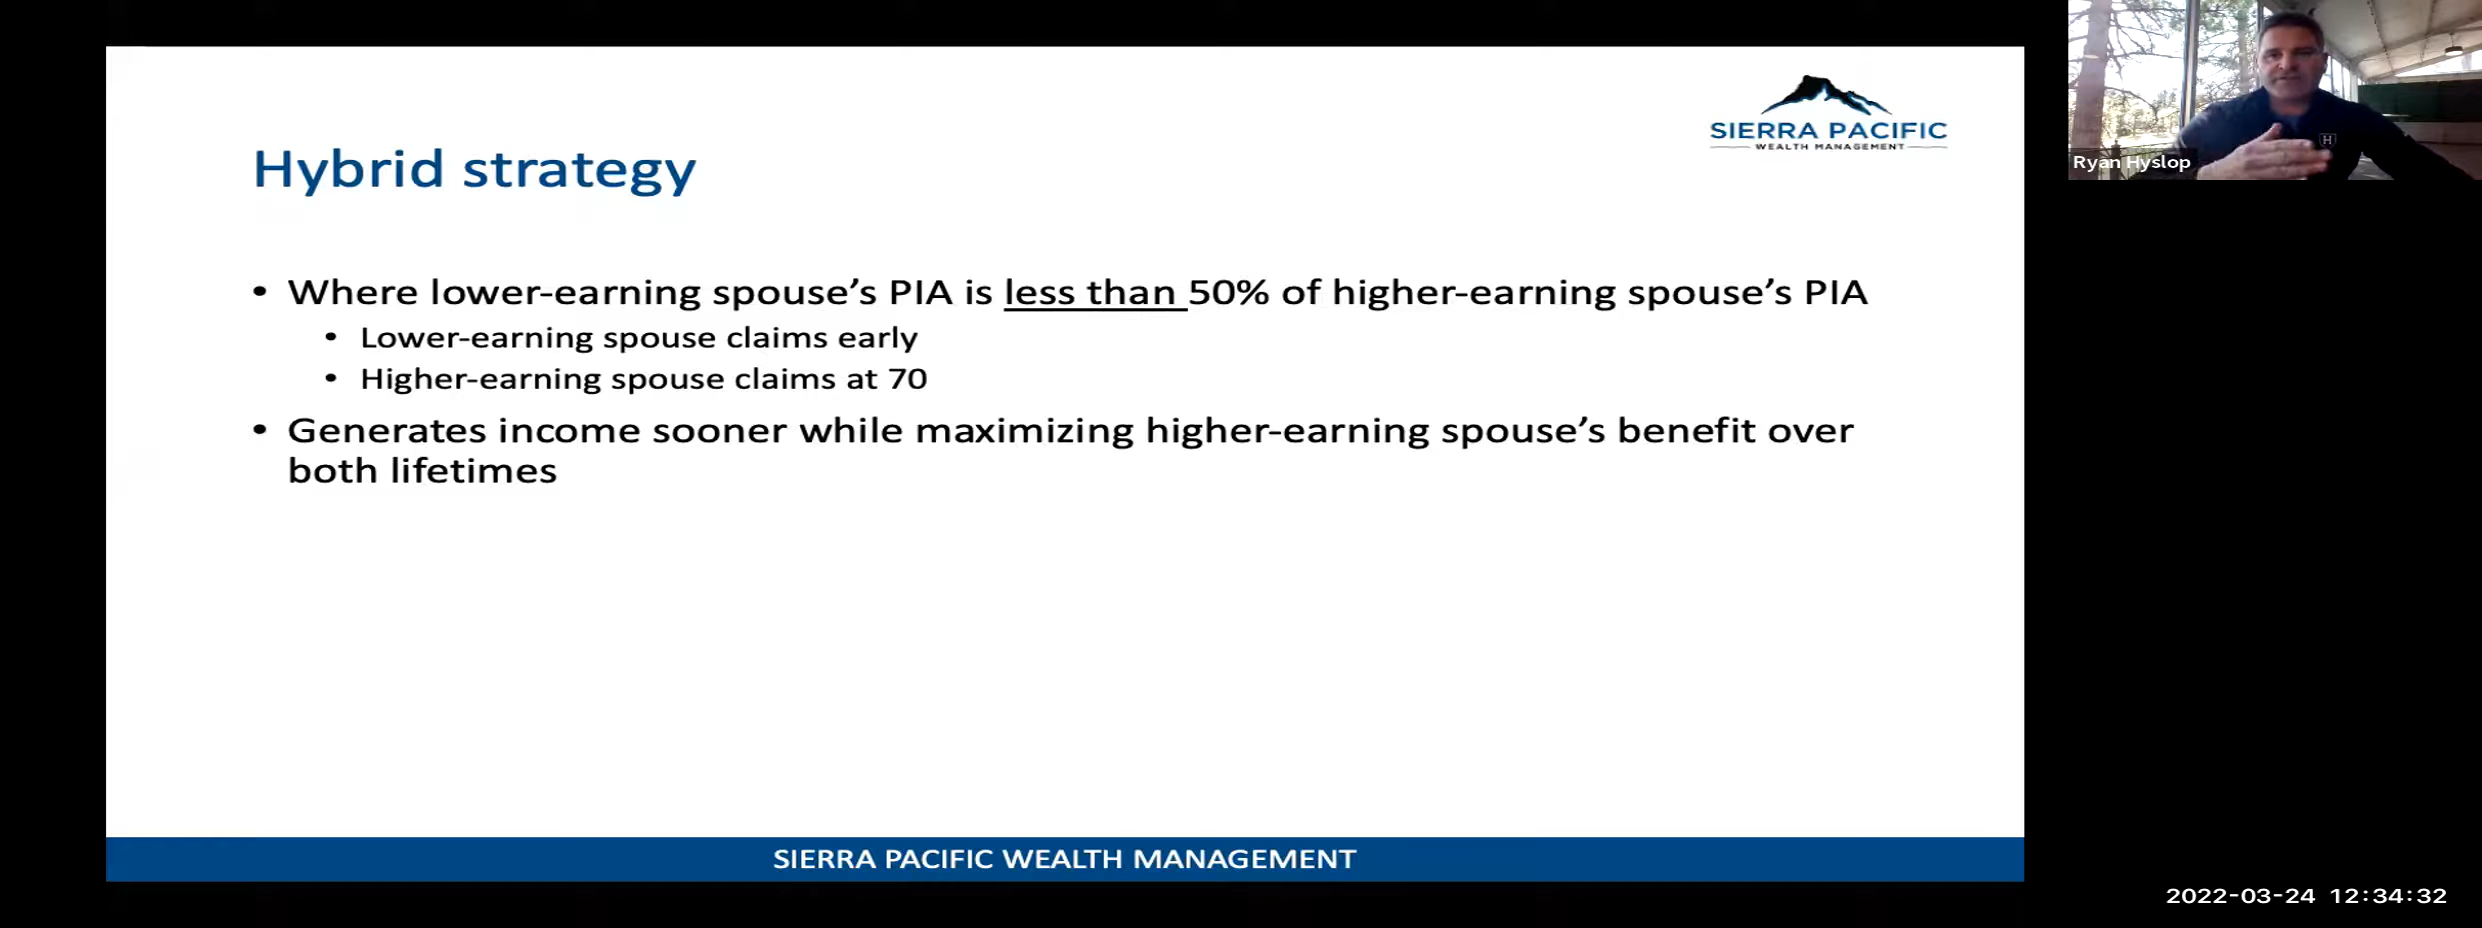 SIERRA PACIFIC
WEALTH MANAGEMENT
Hybrid strategy
• Where lower-earning spouse’s PIA is less than 50% of higher-earning spouse’s PIA
• Lower-earning spouse claims early
• Higher-earning spouse claims at 70
• Generates income sooner while maximizing higher-earning spouse’s benefit over
both lifetimes
SIERRA PACIFIC WEALTH MANAGEMENT
H
Ryan Hyslop
2022-03-24 12:34:32